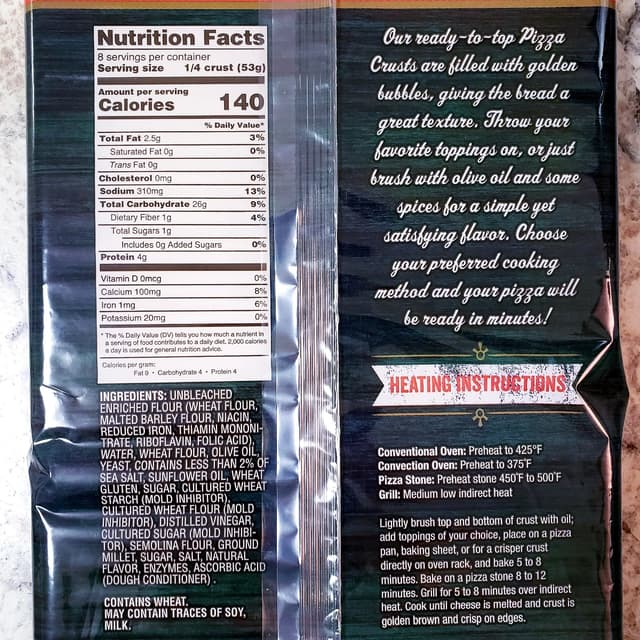 Nutrition Facts
8 servings per container
Serving size 1/4 crust (53g)
Amount per serving
Calories 140
% Daily Value*
Total Fat 2.5g 3%
Saturated Fat 0g 0%
Trans Fat 0g
Cholesterol 0mg 0%
Sodium 310mg 13%
Total Carbohydrate 26g 9%
Dietary Fiber 1g 4%
Total Sugars 1g
Includes 0g Added Sugars 0%
Protein 4g
Vitamin D 0mcg 0%
Calcium 100mg 8%
Iron 1mg 6%
Potassium 20mg 0%
* The % Daily Value (DV) tells you how much a nutrient in
a serving of food contributes to a daily diet. 2,000 calories
a day is used for general nutrition advice.
Calories per gram:
Fat 9 • Carbohydrate 4 • Protein 4
INGREDIENTS: UNBLEACHED
ENRICHED FLOUR (WHEAT FLOUR,
MALTED BARLEY FLOUR, NIACIN,
REDUCED IRON, THIAMIN MONONI-
TRATE, RIBOFLAVIN, FOLIC ACID),
WATER, WHEAT FLOUR, OLIVE OIL,
YEAST, CONTAINS LESS THAN 2% OF
SEA SALT, SUNFLOWER OIL, WHEAT
GLUTEN, SUGAR, CULTURED WHEAT
STARCH (MOLD INHIBITOR),
CULTURED WHEAT FLOUR (MOLD
INHIBITOR), DISTILLED VINEGAR,
CULTURED SUGAR (MOLD INHIBI-
TOR), SEMOLINA FLOUR, GROUND
MILLET, SUGAR, SALT, NATURAL
FLAVOR, ENZYMES, ASCORBIC ACID
(DOUGH CONDITIONER) .
CONTAINS WHEAT.
MAY CONTAIN TRACES OF SOY,
MILK.
Our ready-to-top Pizza
Crusts are filled with golden
bubbles, giving the bread a
great texture. Throw your
favorite toppings on, or just
brush with olive oil and some
spices for a simple yet
satisfying flavor. Choose
your preferred cooking
method and your pizza will
be ready in minutes!
HEATING INSTRUCTIONS
Conventional Oven: Preheat to 425°F
Convection Oven: Preheat to 375°F
Pizza Stone: Preheat stone 450°F to 500°F
Grill: Medium low indirect heat
Lightly brush top and bottom of crust with oil;
add toppings of your choice, place on a pizza
pan, baking sheet, or for a crisper crust
directly on oven rack, and bake 5 to 8
minutes. Bake on a pizza stone 8 to 12
minutes. Grill for 5 to 8 minutes over indirect
heat. Cook until cheese is melted and crust is
golden brown and crisp on edges.